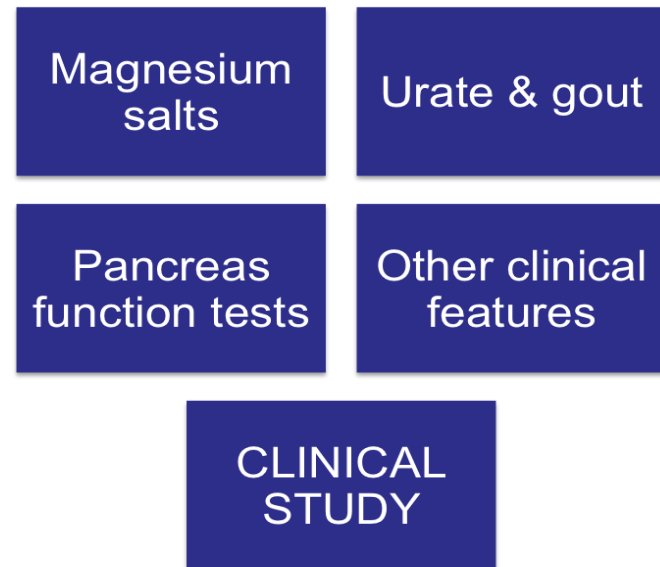 Magnesium
salts
Urate & gout
Pancreas
function tests
Other clinical
features
CLINICAL
STUDY